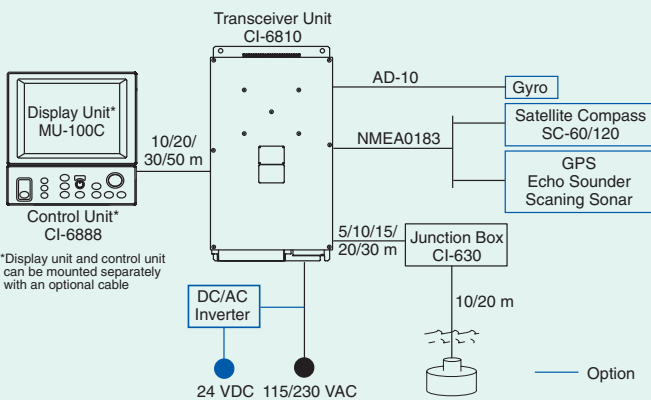 Transceiver Unit
CI-6810
Display Unit*
MU-100C
Control Unit*
CI-6888
*Display unit and control unit
can be mounted separately
with an optional cable
10/20/
30/50 m
AD-10
Gyro
NMEA0183
Satellite Compass
SC-60/120
GPS
Echo Sounder
Scaning Sonar
5/10/15/
20/30 m
Junction Box
CI-630
10/20 m
DC/AC
Inverter
24 VDC
115/230 VAC
Option